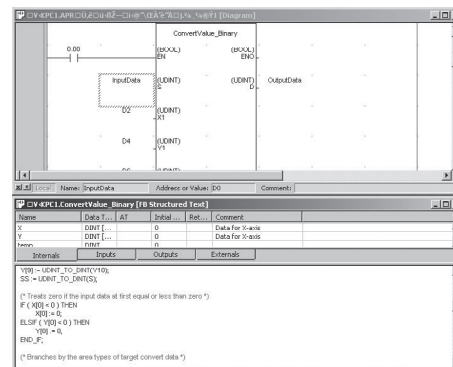 [Diagram]
ConvertValue_Binary
0.00
(BOOL)
EN
(BOOL)
ENO
InputData
(UDINT)
S
(UDINT)
D
OutputData
D2
(UDINT)
X1
D4
(UDINT)
Y1
Local Name: InputData Address or Value: D0 Comment:
ConvertValue_Binary [FB Structured Text]
Name Data T... AT Initial ... Ret... Comment
X DINT [... 0 Data for X-axis
Y DINT [... 0 Data for X-axis
temp DINT 0
Internals Inputs Outputs Externals
Y[9] := UDINT_TO_DINT(Y10);
SS := UDINT_TO_DINT(S);
(* Treats zero if the input data at first equal or less than zero *)
IF ( X[0] < 0 ) THEN
X[0] := 0;
ELSIF ( Y[0] < 0 ) THEN
Y[0] := 0;
END_IF;
(* Branches by the area types of target convert data *)